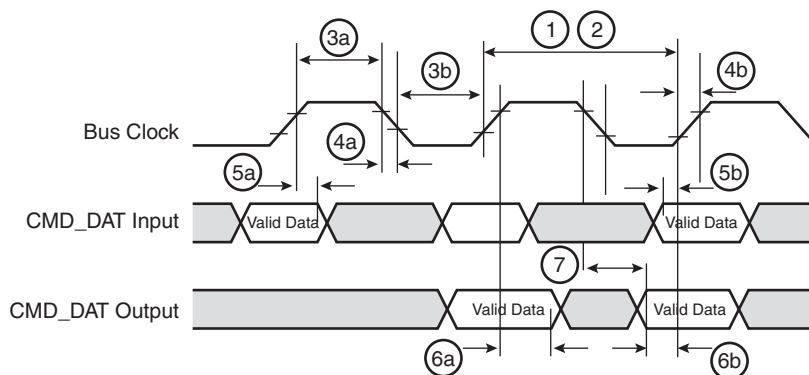 3a
1 2
3b
4b
Bus Clock
4a
5a
5b
CMD_DAT Input
Valid Data
Valid Data
7
CMD_DAT Output
Valid Data
Valid Data
6a
6b